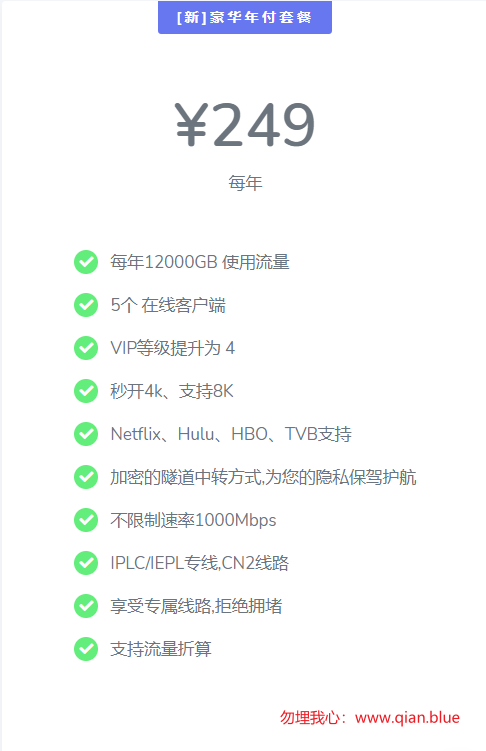 [新]豪华年付套餐
¥249
每年
每年12000GB 使用流量
5个 在线客户端
VIP等级提升为 4
秒开4k、支持8K
Netflix、Hulu、HBO、TVB支持
加密的隧道中转方式,为您的隐私保驾护航
不限制速率1000Mbps
IPLC/IEPL专线,CN2线路
享受专属线路,拒绝拥堵
支持流量折算
勿埋我心：www.qian.blue